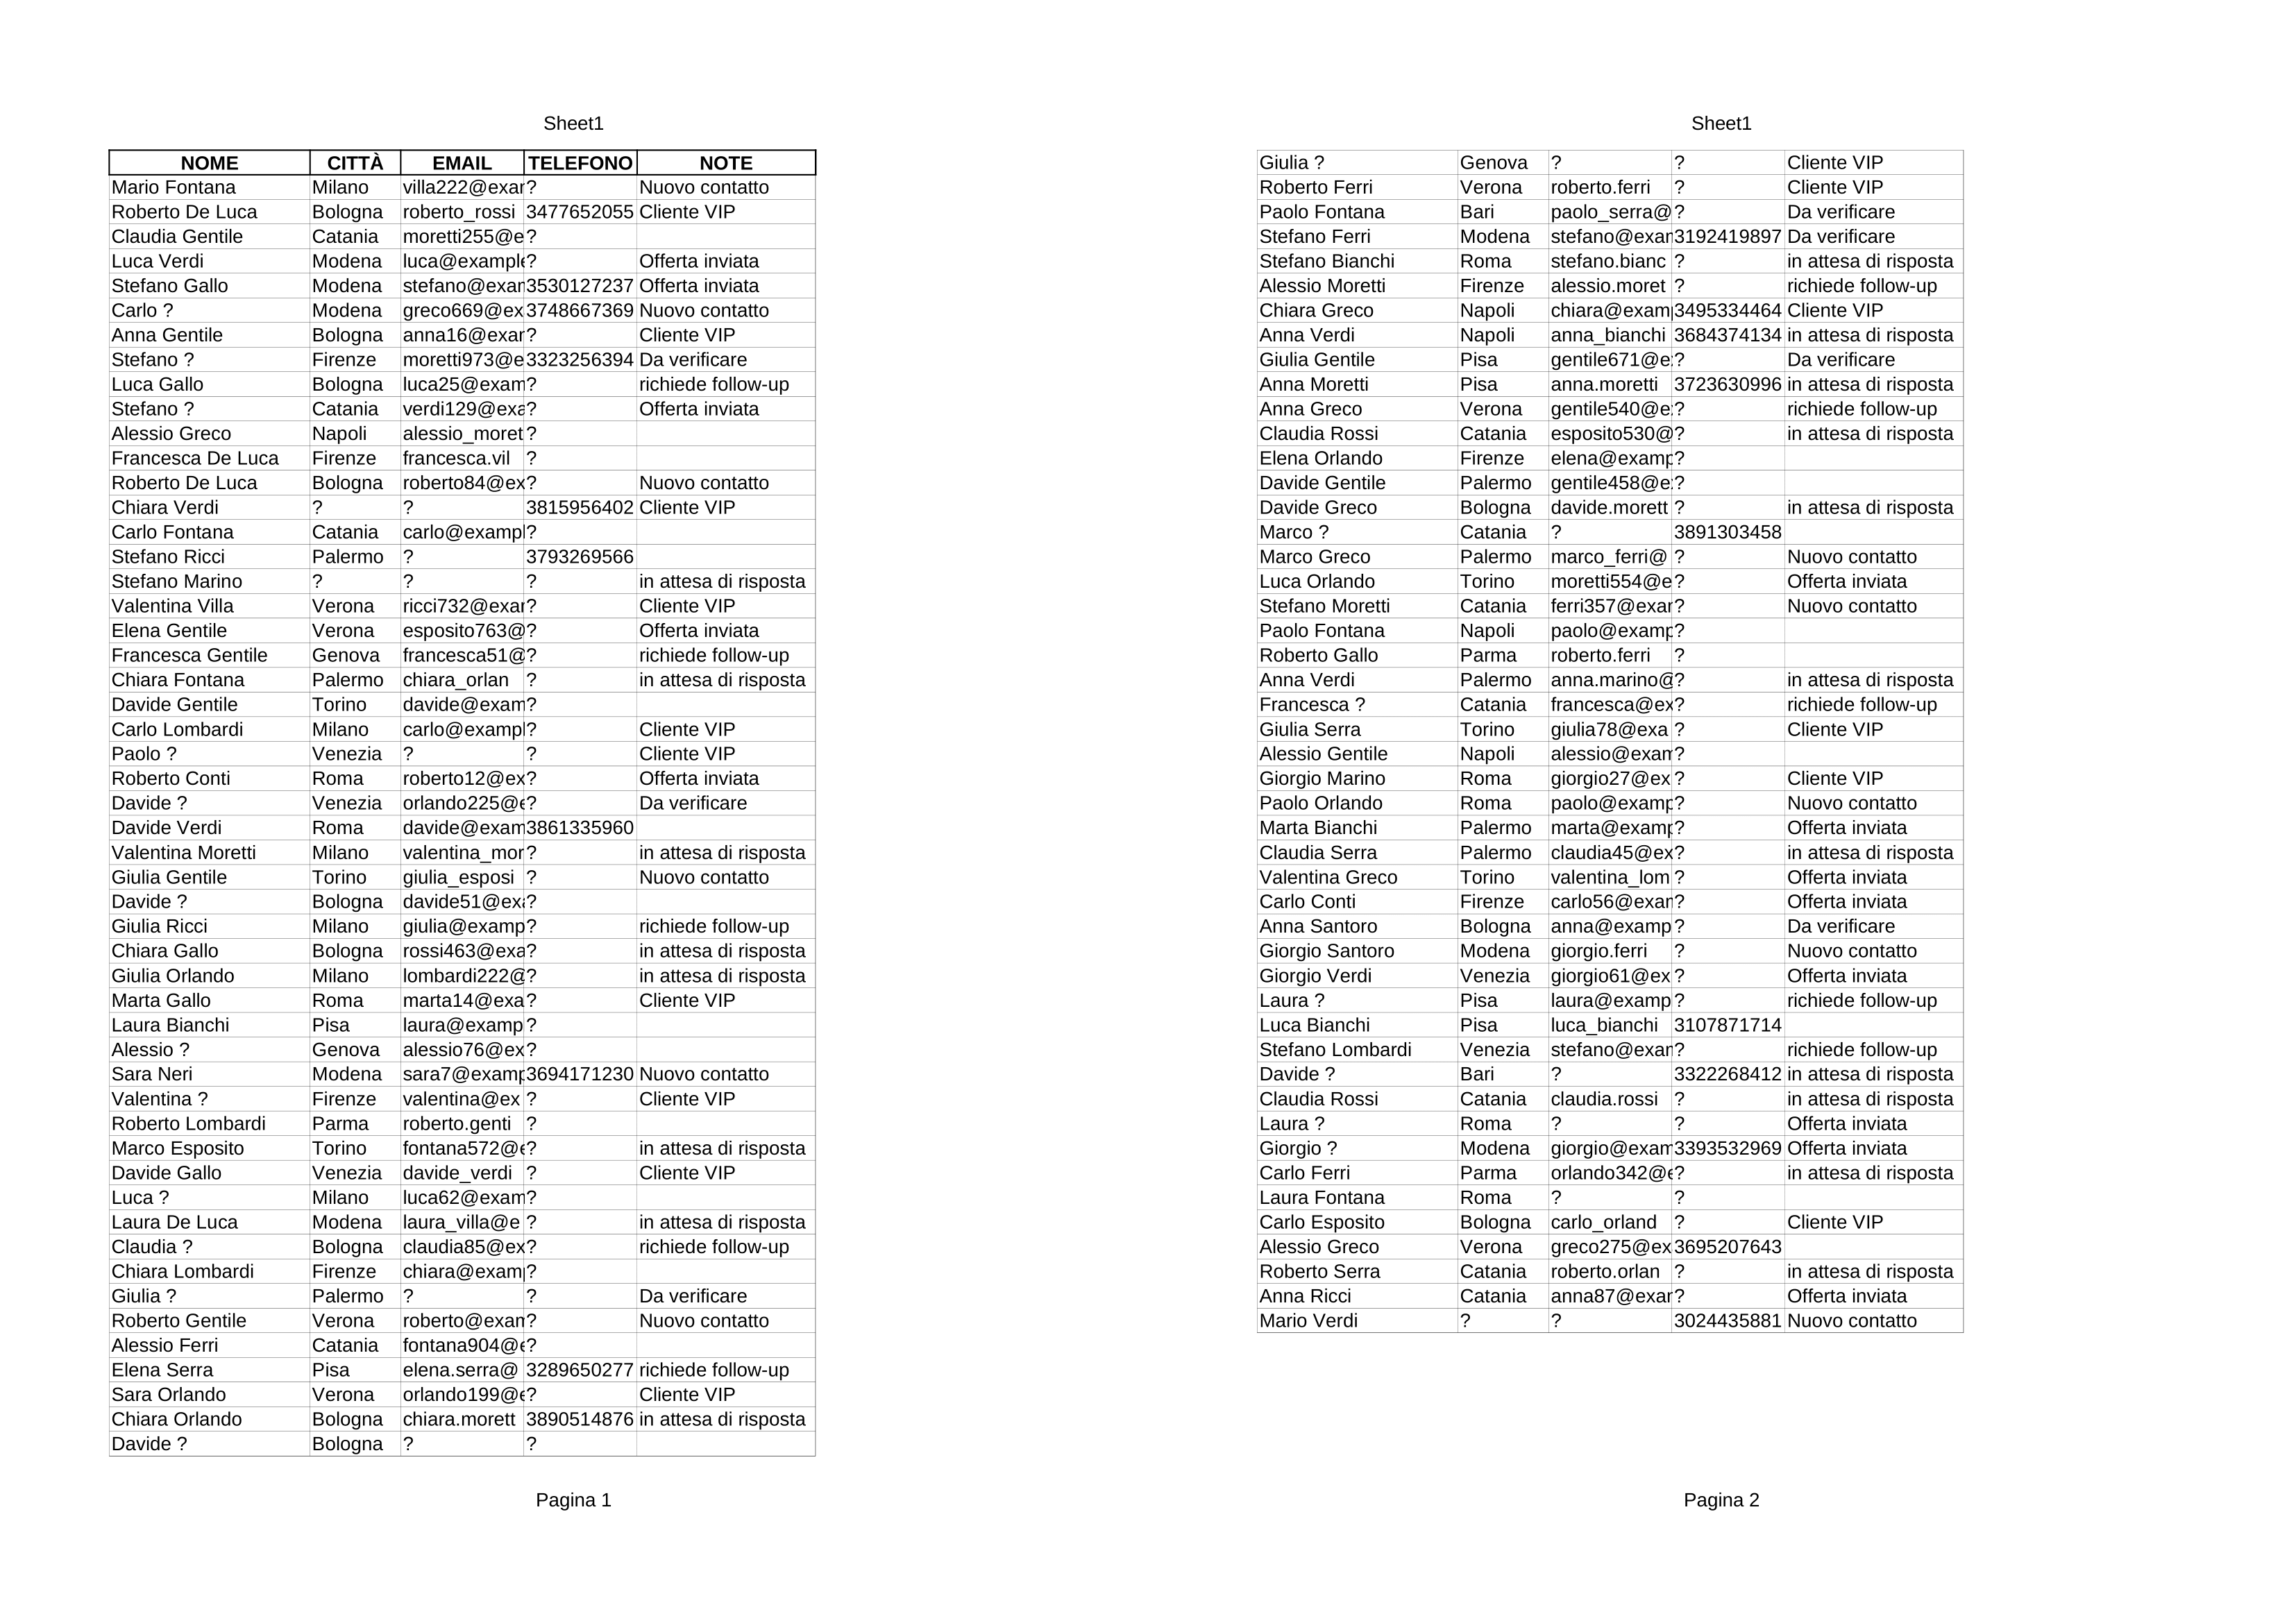 Sheet1
NOME CITTÀ EMAIL TELEFONO NOTE
Mario Fontana Milano villa222@exar ? Nuovo contatto
Roberto De Luca Bologna roberto_rossi 3477652055 Cliente VIP
Claudia Gentile Catania moretti255@e ?
Luca Verdi Modena luca@example ? Offerta inviata
Stefano Gallo Modena stefano@exan 3530127237 Offerta inviata
Carlo ? Modena greco669@ex 3748667369 Nuovo contatto
Anna Gentile Bologna anna16@exar ? Cliente VIP
Stefano ? Firenze moretti973@e 3323256394 Da verificare
Luca Gallo Bologna luca25@exam ? richiede follow-up
Stefano ? Catania verdi129@exa ? Offerta inviata
Alessio Greco Napoli alessio_moret ?
Francesca De Luca Firenze francesca.vil ?
Roberto De Luca Bologna roberto84@ex ? Nuovo contatto
Chiara Verdi ? ? 3815956402 Cliente VIP
Carlo Fontana Catania carlo@exampl ?
Stefano Ricci Palermo ? 3793269566
Stefano Marino ? ? ? in attesa di risposta
Valentina Villa Verona ricci732@exar ? Cliente VIP
Elena Gentile Verona esposito763@ ? Offerta inviata
Francesca Gentile Genova francesca51@ ? richiede follow-up
Chiara Fontana Palermo chiara_orlan ? in attesa di risposta
Davide Gentile Torino davide@exam ?
Carlo Lombardi Milano carlo@exampl ? Cliente VIP
Paolo ? Venezia ? ? Cliente VIP
Roberto Conti Roma roberto12@ex ? Offerta inviata
Davide ? Venezia orlando225@e ? Da verificare
Davide Verdi Roma davide@exam 3861335960
Valentina Moretti Milano valentina_mor ? in attesa di risposta
Giulia Gentile Torino giulia_esposi ? Nuovo contatto
Davide ? Bologna davide51@exa ?
Giulia Ricci Milano giulia@examp ? richiede follow-up
Chiara Gallo Bologna rossi463@exa ? in attesa di risposta
Giulia Orlando Milano lombardi222@ ? in attesa di risposta
Marta Gallo Roma marta14@exa ? Cliente VIP
Laura Bianchi Pisa laura@examp ?
Alessio ? Genova alessio76@ex ?
Sara Neri Modena sara7@examp 3694171230 Nuovo contatto
Valentina ? Firenze valentina@ex ? Cliente VIP
Roberto Lombardi Parma roberto.genti ?
Marco Esposito Torino fontana572@e ? in attesa di risposta
Davide Gallo Venezia davide_verdi ? Cliente VIP
Luca ? Milano luca62@exam ?
Laura De Luca Modena laura_villa@e ? in attesa di risposta
Claudia ? Bologna claudia85@ex ? richiede follow-up
Chiara Lombardi Firenze chiara@examp ?
Giulia ? Palermo ? ? Da verificare
Roberto Gentile Verona roberto@exam ? Nuovo contatto
Alessio Ferri Catania fontana904@e ?
Elena Serra Pisa elena.serra@ 3289650277 richiede follow-up
Sara Orlando Verona orlando199@e ? Cliente VIP
Chiara Orlando Bologna chiara.morett 3890514876 in attesa di risposta
Davide ? Bologna ? ?
Pagina 1
Sheet1
Giulia ? Genova ? ? Cliente VIP
Roberto Ferri Verona roberto.ferri ? Cliente VIP
Paolo Fontana Bari paolo_serra@ ? Da verificare
Stefano Ferri Modena stefano@exan 3192419897 Da verificare
Stefano Bianchi Roma stefano.bianc ? in attesa di risposta
Alessio Moretti Firenze alessio.moret ? richiede follow-up
Chiara Greco Napoli chiara@examp 3495334464 Cliente VIP
Anna Verdi Napoli anna_bianchi 3684374134 in attesa di risposta
Giulia Gentile Pisa gentile671@e ? Da verificare
Anna Moretti Pisa anna.moretti 3723630996 in attesa di risposta
Anna Greco Verona gentile540@e ? richiede follow-up
Claudia Rossi Catania esposito530@ ? in attesa di risposta
Elena Orlando Firenze elena@examp ?
Davide Gentile Palermo gentile458@e ?
Davide Greco Bologna davide.morett ? in attesa di risposta
Marco ? Catania ? 3891303458
Marco Greco Palermo marco_ferri@ ? Nuovo contatto
Luca Orlando Torino moretti554@e ? Offerta inviata
Stefano Moretti Catania ferri357@exar ? Nuovo contatto
Paolo Fontana Napoli paolo@examp ?
Roberto Gallo Parma roberto.ferri ?
Anna Verdi Palermo anna.marino@ ? in attesa di risposta
Francesca ? Catania francesca@ex ? richiede follow-up
Giulia Serra Torino giulia78@exa ? Cliente VIP
Alessio Gentile Napoli alessio@exam ?
Giorgio Marino Roma giorgio27@ex ? Cliente VIP
Paolo Orlando Roma paolo@examp ? Nuovo contatto
Marta Bianchi Palermo marta@examp ? Offerta inviata
Claudia Serra Palermo claudia45@ex ? in attesa di risposta
Valentina Greco Torino valentina_lom ? Offerta inviata
Carlo Conti Firenze carlo56@exan ? Offerta inviata
Anna Santoro Bologna anna@examp ? Da verificare
Giorgio Santoro Modena giorgio.ferri ? Nuovo contatto
Giorgio Verdi Venezia giorgio61@ex ? Offerta inviata
Laura ? Pisa laura@examp ? richiede follow-up
Luca Bianchi Pisa luca_bianchi 3107871714
Stefano Lombardi Venezia stefano@exan ? richiede follow-up
Davide ? Bari ? 3322268412 in attesa di risposta
Claudia Rossi Catania claudia.rossi ? in attesa di risposta
Laura ? Roma ? ? Offerta inviata
Giorgio ? Modena giorgio@exam 3393532969 Offerta inviata
Carlo Ferri Parma orlando342@e ? in attesa di risposta
Laura Fontana Roma ? ?
Carlo Esposito Bologna carlo_orland ? Cliente VIP
Alessio Greco Verona greco275@ex 3695207643
Roberto Serra Catania roberto.orlan ? in attesa di risposta
Anna Ricci Catania anna87@exar ? Offerta inviata
Mario Verdi ? ? 3024435881 Nuovo contatto
Pagina 2